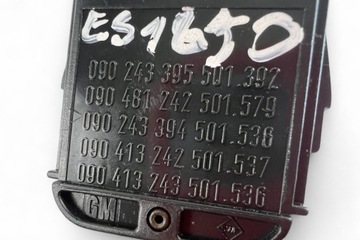 ES1650
090 243 395 501.392
090 481 242 501.579
090 243 394 501.538
090 413 242 501.537
090 413 243 501.536
GM